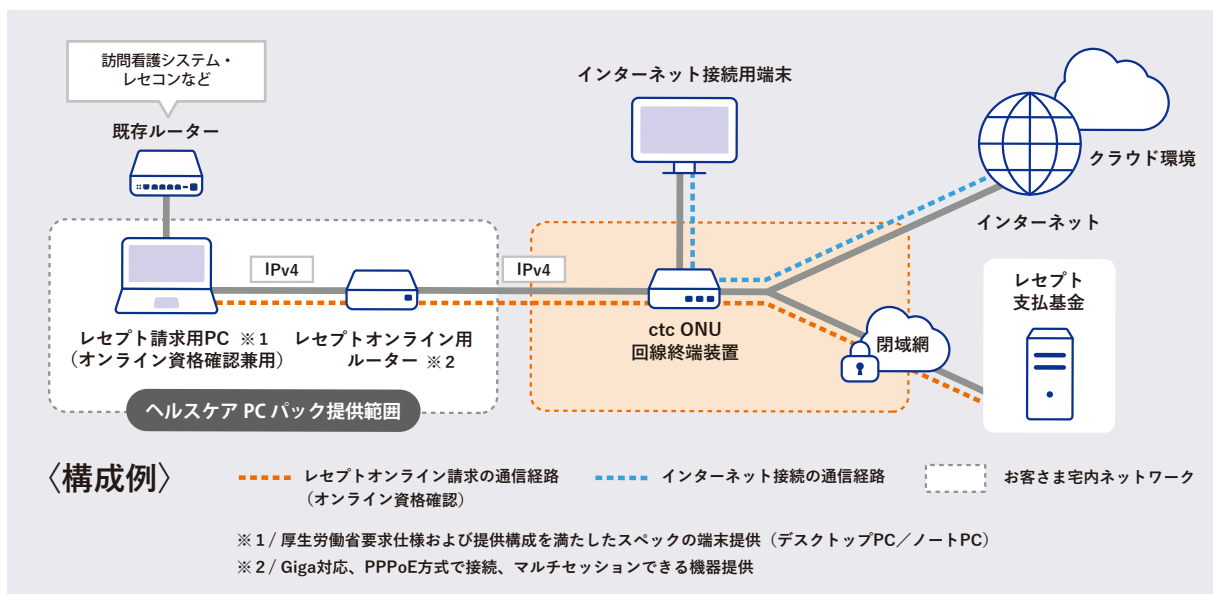 訪問看護システム・
レセコンなど
既存ルーター
インターネット接続用端末
クラウド環境
インターネット
IPv4
IPv4
レセプト
支払基金
レセプト請求用PC ※1
（オンライン資格確認兼用）
レセプトオンライン用
ルーター ※2
ctc ONU
回線終端装置
閉域網
ヘルスケア PC パック提供範囲
〈構成例〉
レセプトオンライン請求の通信経路
（オンライン資格確認）
インターネット接続の通信経路
お客さま宅内ネットワーク
※1/ 厚生労働省要求仕様および提供構成を満たしたスペックの端末提供（デスクトップPC／ノートPC）
※2/ Giga対応、PPPoE方式で接続、マルチセッションできる機器提供